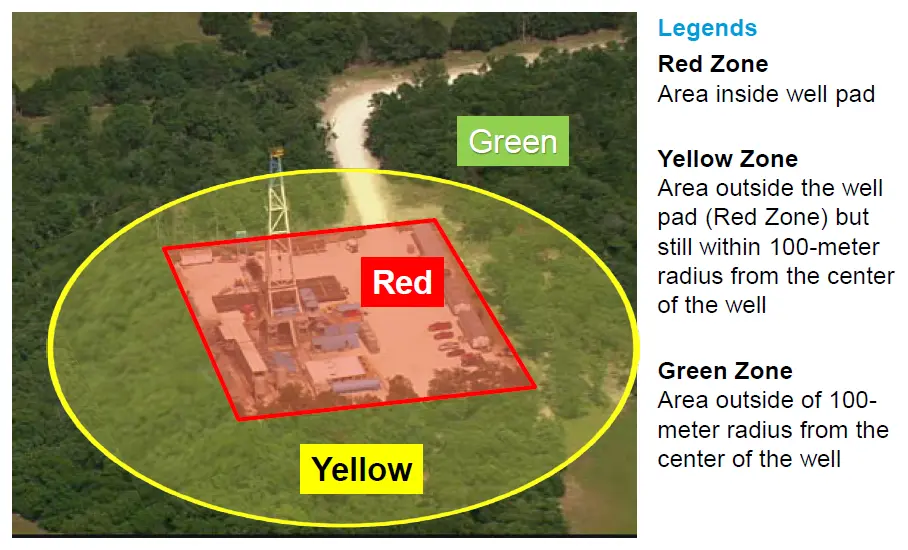 Green
Red
Yellow
Legends
Red Zone
Area inside well pad
Yellow Zone
Area outside the well
pad (Red Zone) but
still within 100-meter
radius from the center
of the well
Green Zone
Area outside of 100-
meter radius from the
center of the well